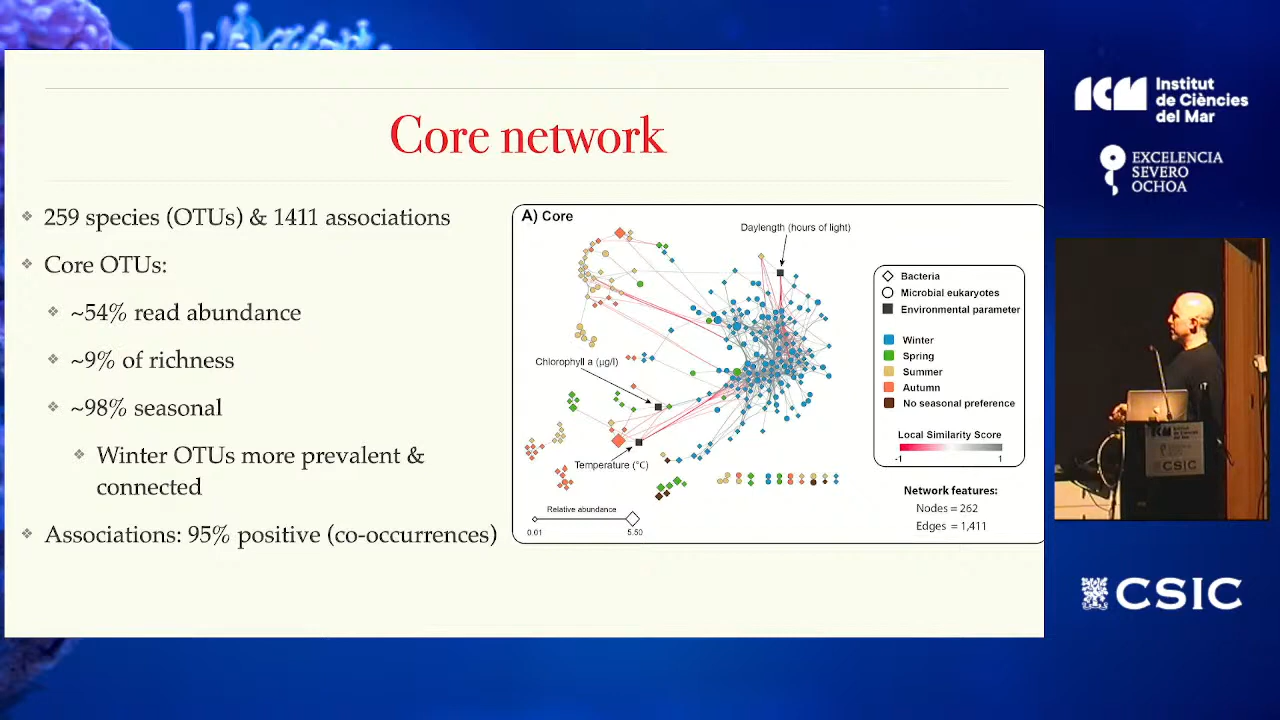 Core network
259 species (OTUs) & 1411 associations
Core OTUs:
~54% read abundance
~9% of richness
~98% seasonal
Winter OTUs more prevalent &
connected
Associations: 95% positive (co-occurrences)
A) Core
Daylength (hours of light)
Chlorophyll a (µg/l)
Temperature (°C)
Relative abundance
0.01
5.50
Bacteria
Microbial eukaryotes
Environmental parameter
Winter
Spring
Summer
Autumn
No seasonal preference
Local Similarity Score
-1
1
Network features:
Nodes = 262
Edges = 1,411
ICM
Institut
de Ciències
del Mar
EXCELENCIA
SEVERO
OCHOA
ICM
CSIC
CSIC